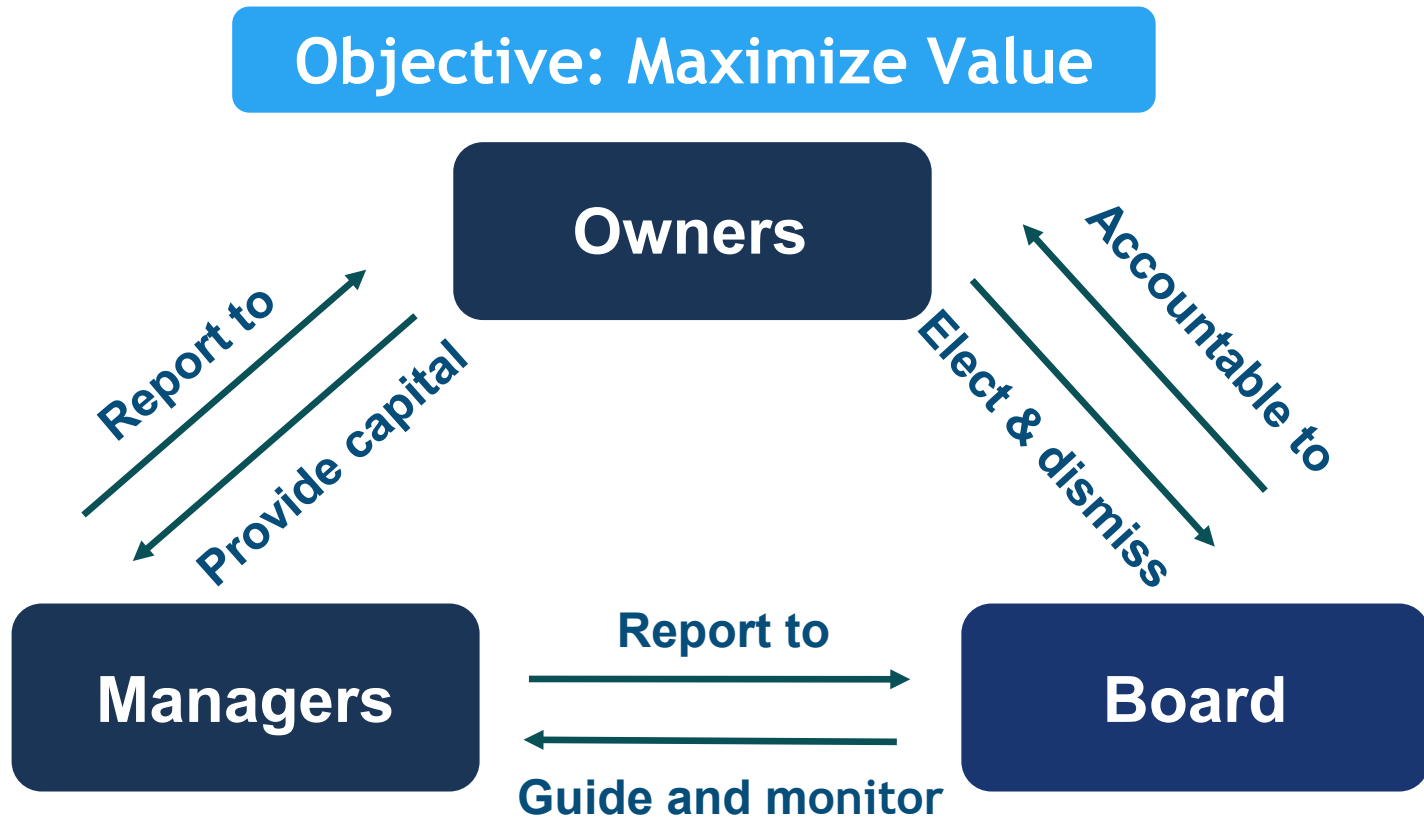 Objective: Maximize Value
Owners
Report to
Provide capital
Elect & dismiss
Accountable to
Managers
Report to
Guide and monitor
Board